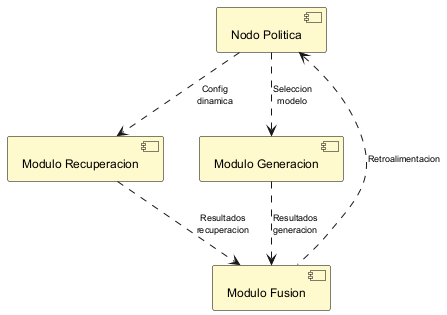 Nodo Politica
Config
dinamica
Seleccion
modelo
Modulo Recuperacion
Modulo Generacion
Retroalimentacion
Resultados
recuperacion
Resultados
generacion
Modulo Fusion